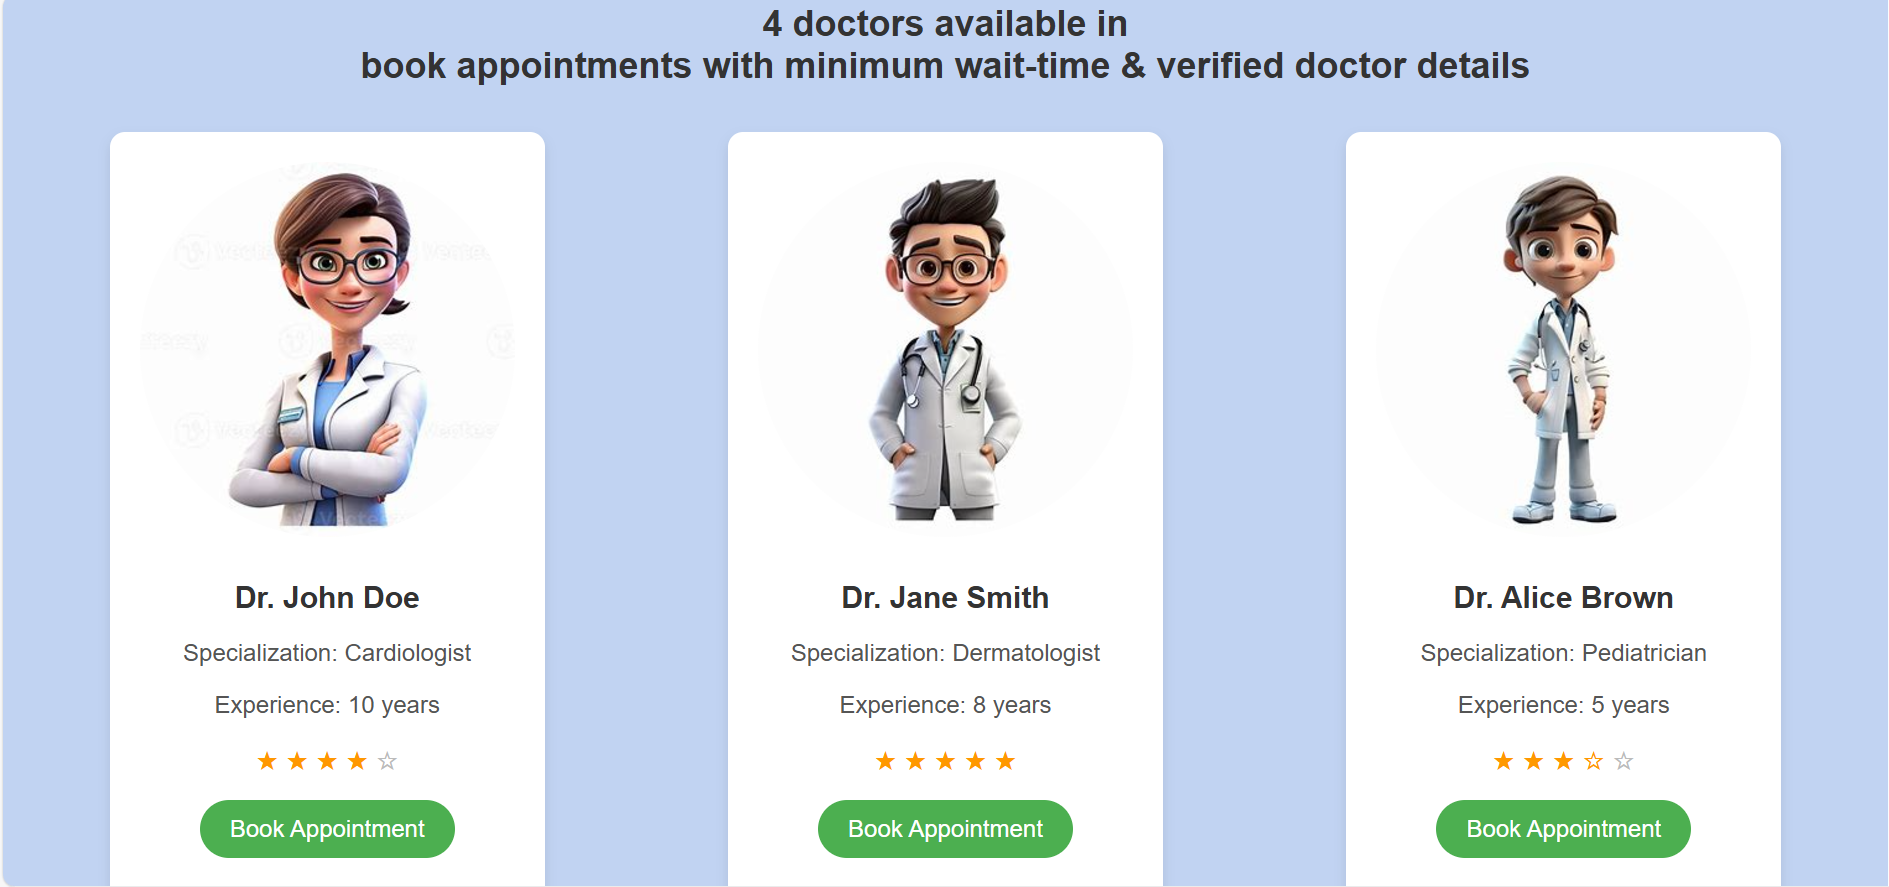 4 doctors available in
book appointments with minimum wait-time & verified doctor details
Dr. John Doe
Specialization: Cardiologist
Experience: 10 years
★ ★ ★ ★ ☆
Book Appointment
Dr. Jane Smith
Specialization: Dermatologist
Experience: 8 years
★ ★ ★ ★ ★
Book Appointment
Dr. Alice Brown
Specialization: Pediatrician
Experience: 5 years
★ ★ ★ ☆ ☆
Book Appointment